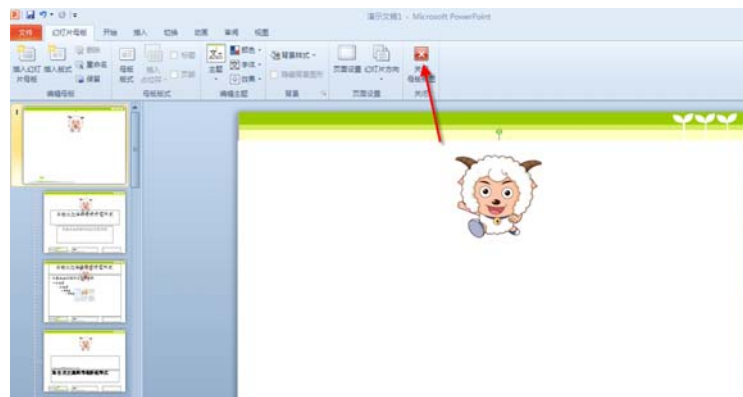 演示文稿1 - Microsoft PowerPoint
文件 幻灯片母版 开始 插入 切换 动画 审阅 视图
插入幻灯片母版 插入版式 删除 重命名 保留
母版版式 插入占位符 标题 页脚
主题 颜色 字体 效果
背景样式 隐藏背景图形
页面设置 幻灯片方向
关闭母版视图
编辑母版 母版版式 编辑主题 背景 页面设置 关闭
1